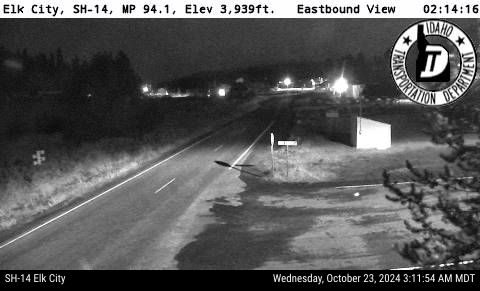 Elk City, SH-14, MP 94.1, Elev 3,939ft. Eastbound View 02:14:16
IDAHO
TRANSPORTATION DEPARTMENT
SH-14 Elk City Wednesday, October 23, 2024 3:11:54 AM MDT